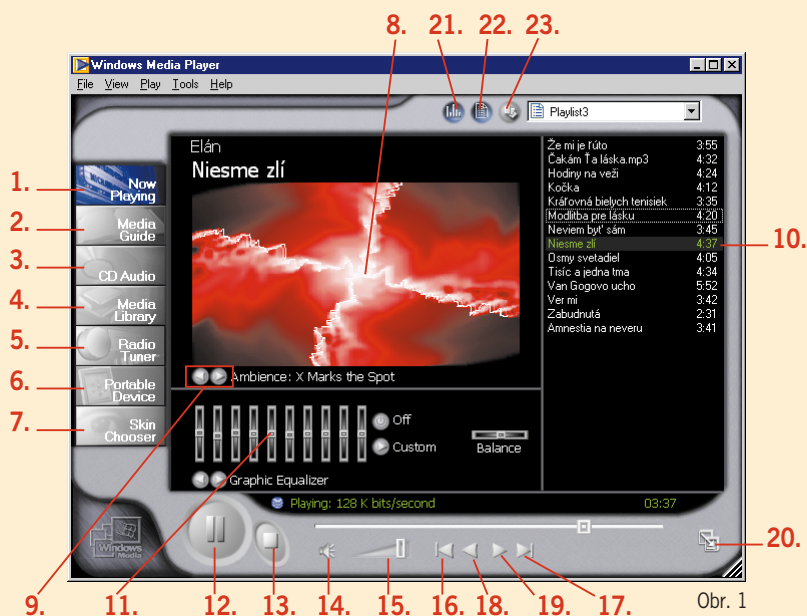 8. 21. 22. 23.
Windows Media Player
File View Play Tools Help
Playlist3
Elán
Niesme zlí
1. Now Playing
2. Media Guide
3. CD Audio
4. Media Library
5. Radio Tuner
6. Portable Device
7. Skin Chooser
Že mi je ľúto 3:55
Čakám Ťa láska.mp3 4:32
Hodiny na veži 4:24
Kočka 4:12
Kráľovná bielych tenisiek 3:35
Modlitba pre lásku 4:20
Neviem byť sám 3:45
Niesme zlí 4:37 10.
Osmy svetadiel 4:05
Tisíc a jedna tma 4:34
Van Gogovo ucho 5:52
Ver mi 3:42
Zabudnutá 2:31
Amnestia na neveru 3:41
Ambience: X Marks the Spot
Off
Custom
Balance
Graphic Equalizer
Playing: 128 K bits/second 03:37
Windows Media
20.
9. 11. 12. 13. 14. 15. 16. 18. 19. 17.
Obr. 1